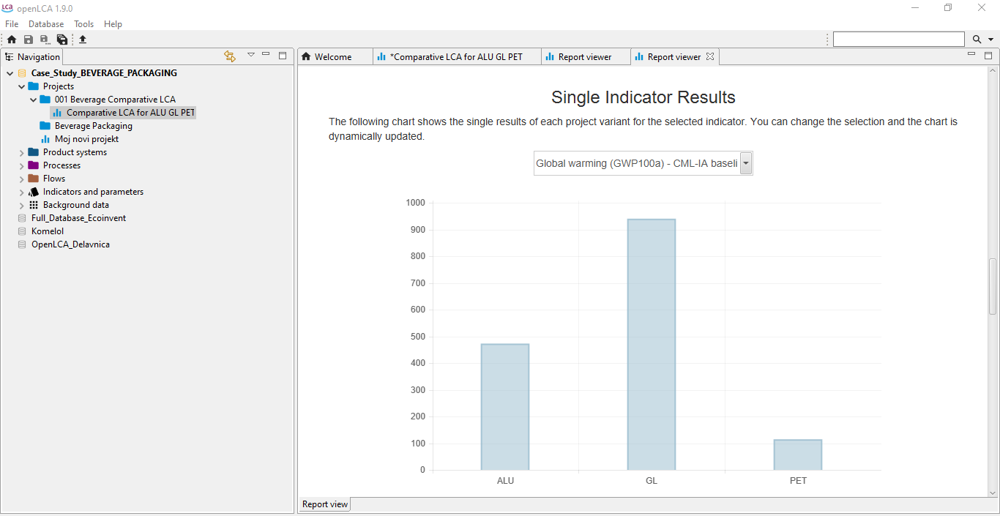 LCA openLCA 1.9.0
File Database Tools Help
Navigation
Case_Study_BEVERAGE_PACKAGING
Projects
001 Beverage Comparative LCA
Comparative LCA for ALU GL PET
Beverage Packaging
Moj novi projekt
Product systems
Processes
Flows
Indicators and parameters
Background data
Full_Database_Ecoinvent
Komelol
OpenLCA_Delavnica
Welcome *Comparative LCA for ALU GL PET Report viewer Report viewer
Single Indicator Results
The following chart shows the single results of each project variant for the selected indicator. You can change the selection and the chart is
dynamically updated.
Global warming (GWP100a) - CML-IA baseli
1000
900
800
700
600
500
400
300
200
100
0
ALU GL PET
Report view